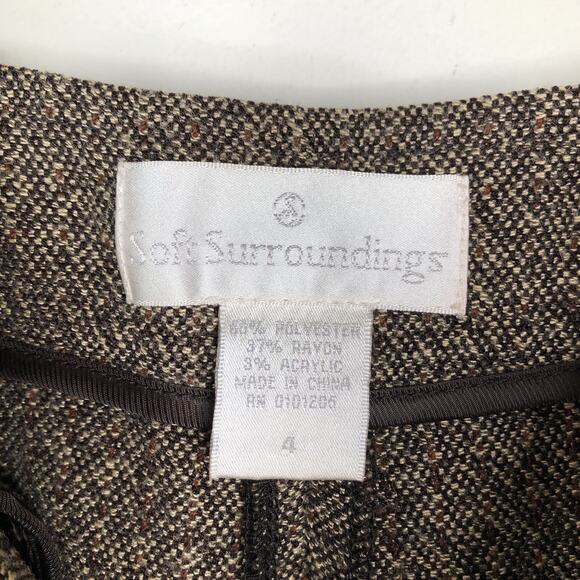 Soft Surroundings
60% POLYESTER
37% RAYON
3% ACRYLIC
MADE IN CHINA
RN 0101206
4